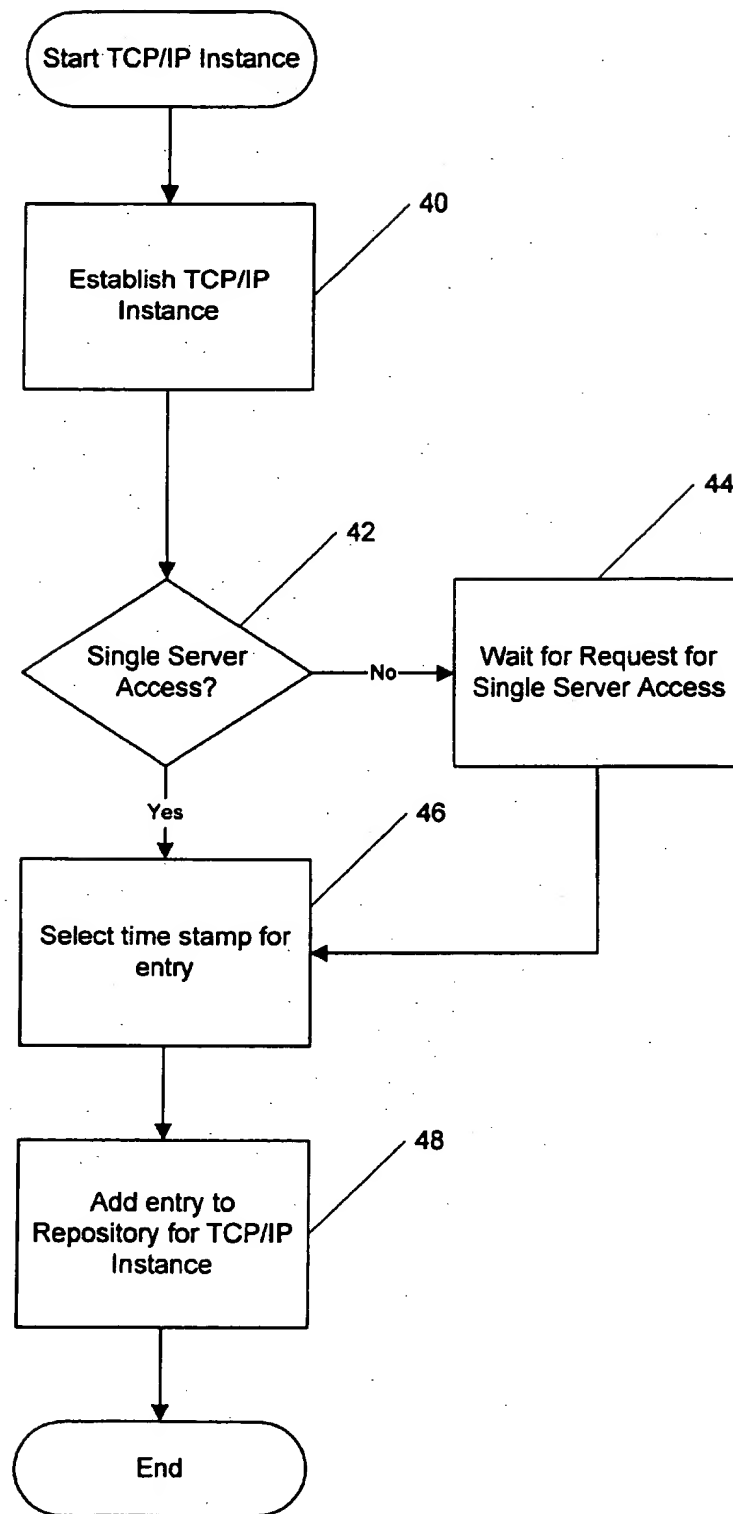 Start TCP/IP Instance
40
Establish TCP/IP
Instance
44
42
Single Server
Access?
No
Wait for Request for
Single Server Access
Yes
46
Select time stamp for
entry
48
Add entry to
Repository for TCP/IP
Instance
End